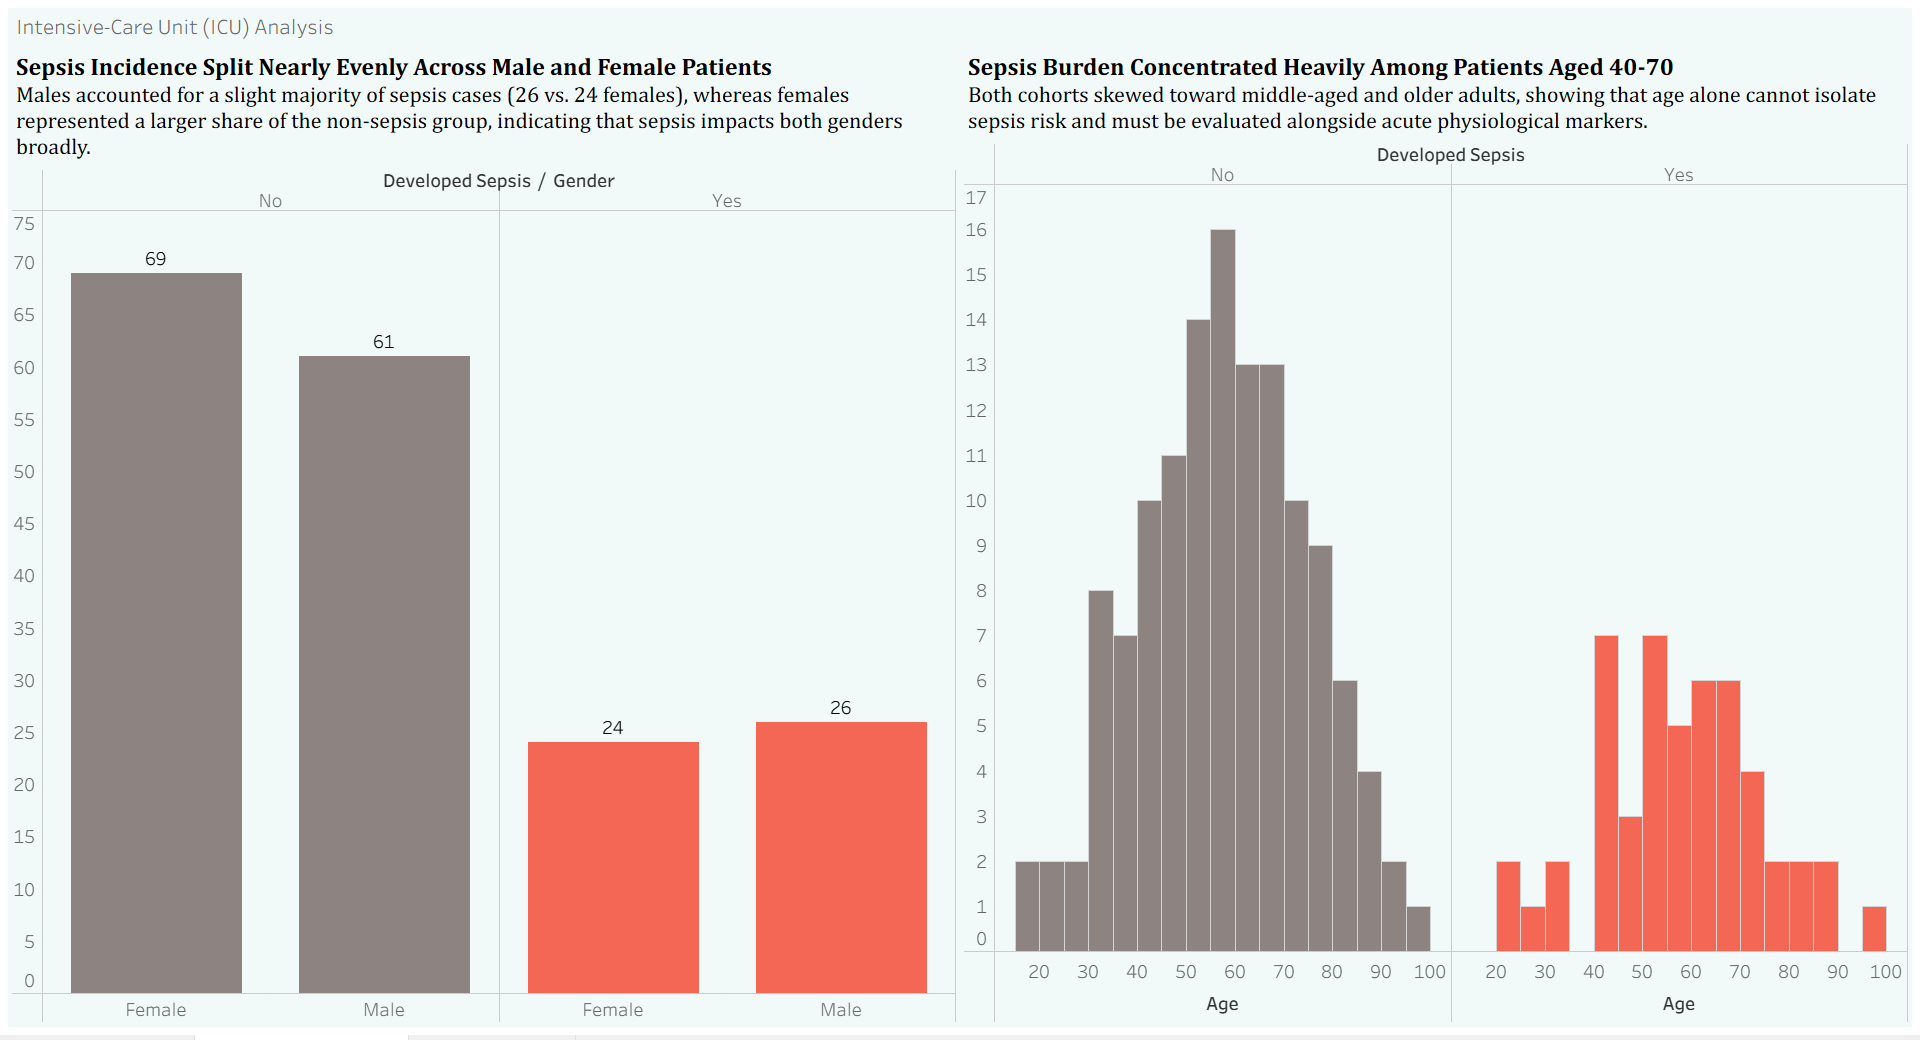 Intensive-Care Unit (ICU) Analysis
Sepsis Incidence Split Nearly Evenly Across Male and Female Patients
Males accounted for a slight majority of sepsis cases (26 vs. 24 females), whereas females
represented a larger share of the non-sepsis group, indicating that sepsis impacts both genders
broadly.
Developed Sepsis / Gender
No
Yes
75
70
65
60
55
50
45
40
35
30
25
20
15
10
5
0
69
61
24
26
Female
Male
Female
Male
Sepsis Burden Concentrated Heavily Among Patients Aged 40-70
Both cohorts skewed toward middle-aged and older adults, showing that age alone cannot isolate
sepsis risk and must be evaluated alongside acute physiological markers.
Developed Sepsis
No
Yes
17
16
15
14
13
12
11
10
9
8
7
6
5
4
3
2
1
0
20 30 40 50 60 70 80 90 100
20 30 40 50 60 70 80 90 100
Age
Age